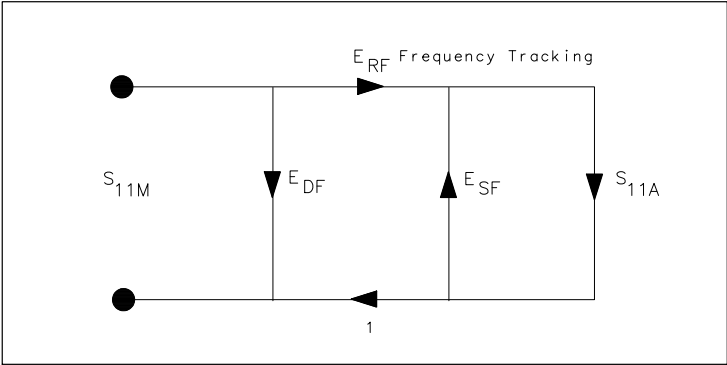 E_RF Frequency Tracking
S_11M
E_DF
E_SF
S_11A
1